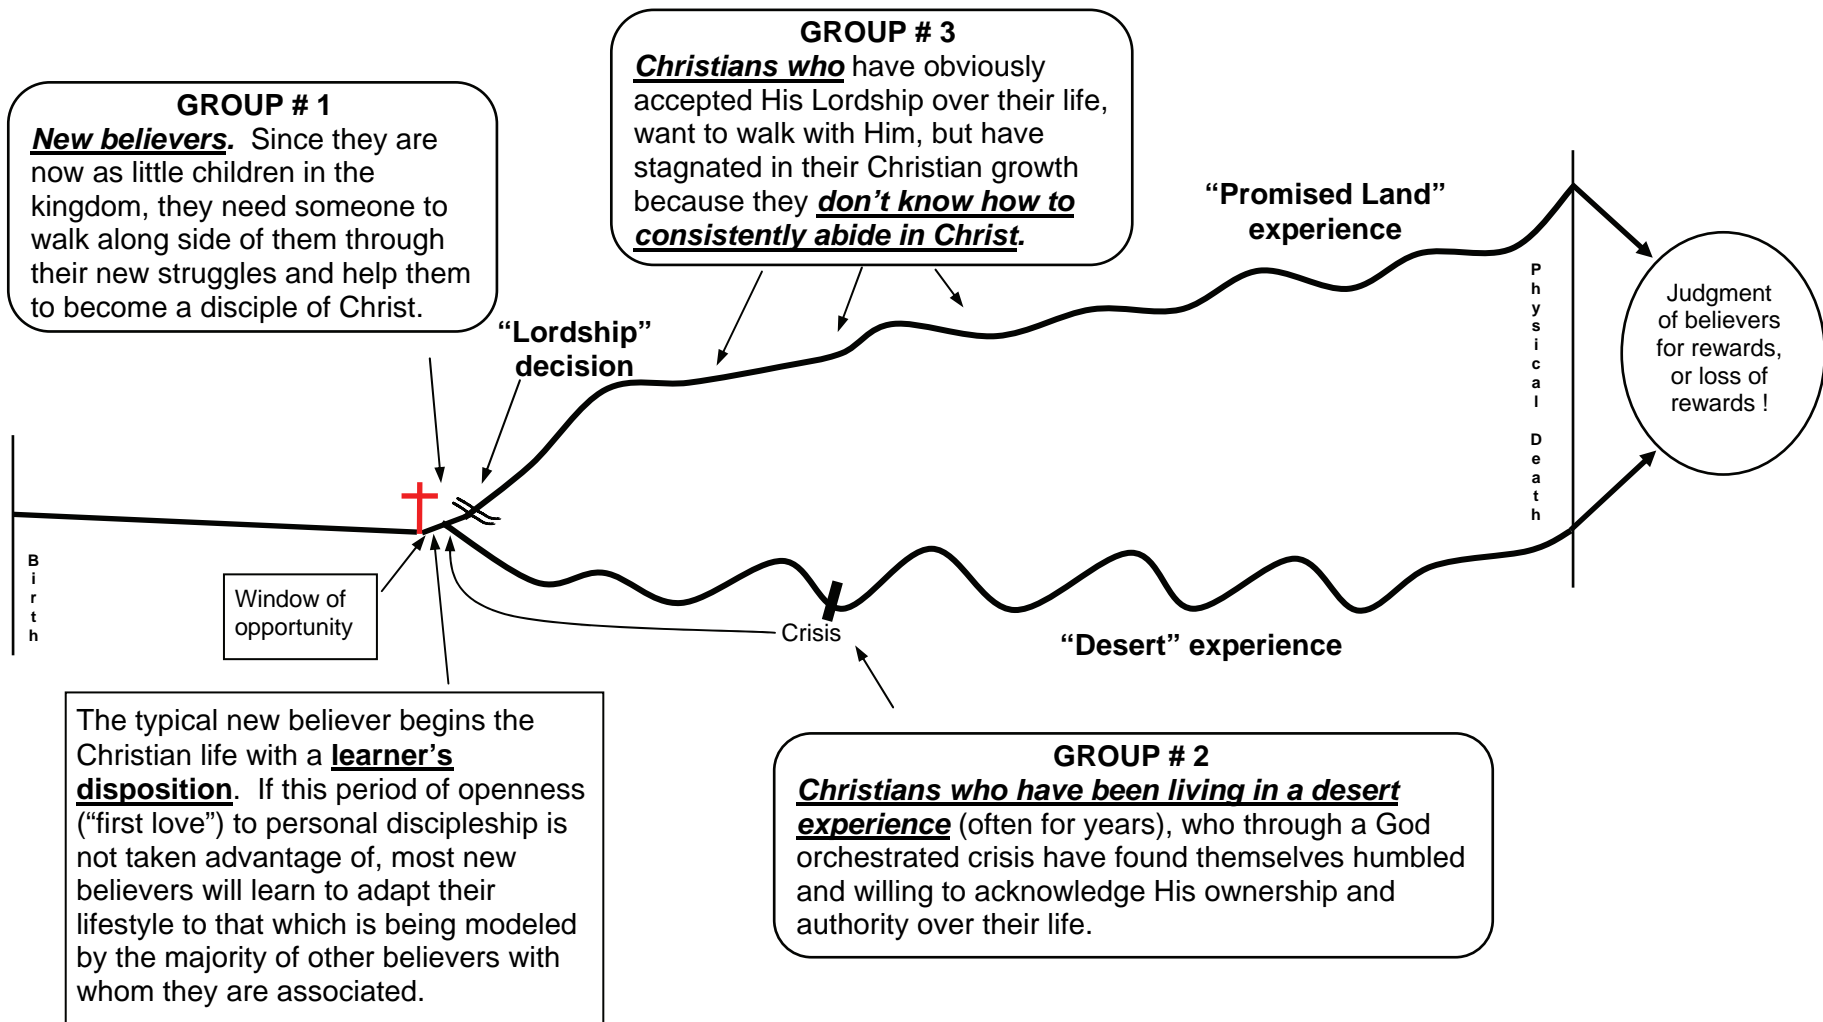 GROUP # 1
New believers.  Since they are
now as little children in the
kingdom, they need someone to
walk along side of them through
their new struggles and help them
to become a disciple of Christ.
GROUP # 3
Christians who have obviously
accepted His Lordship over their life,
want to walk with Him, but have
stagnated in their Christian growth
because they don’t know how to
consistently abide in Christ.
“Promised Land”
experience
“Lordship”
decision
Physical Death
Judgment
of believers
for rewards,
or loss of
rewards !
Birth
Window of
opportunity
Crisis
“Desert” experience
The typical new believer begins the
Christian life with a learner’s
disposition.  If this period of openness
(“first love”) to personal discipleship is
not taken advantage of, most new
believers will learn to adapt their
lifestyle to that which is being modeled
by the majority of other believers with
whom they are associated.
GROUP # 2
Christians who have been living in a desert
experience (often for years), who through a God
orchestrated crisis have found themselves humbled
and willing to acknowledge His ownership and
authority over their life.